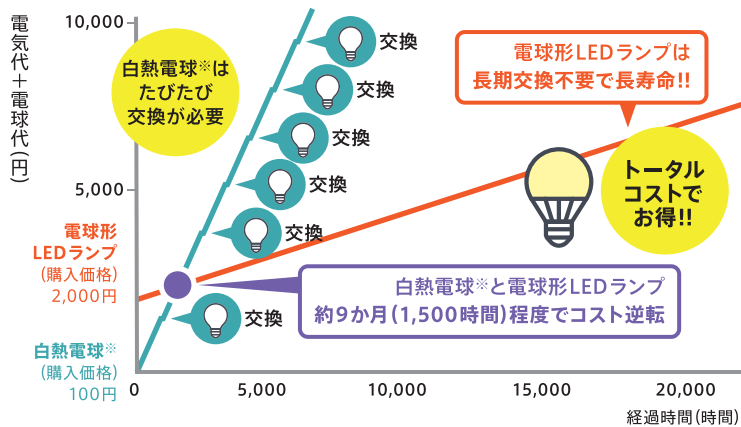 電気代＋電球代(円)
10,000
5,000
白熱電球※は
たびたび
交換が必要
交換
交換
交換
交換
交換
交換
電球形LEDランプは
長期交換不要で長寿命!!
トータル
コストで
お得!!
電球形
LEDランプ
(購入価格)
2,000円
白熱電球※と電球形LEDランプ
約9か月(1,500時間)程度でコスト逆転
白熱電球※
(購入価格)
100円
0
5,000
10,000
15,000
20,000
経過時間(時間)